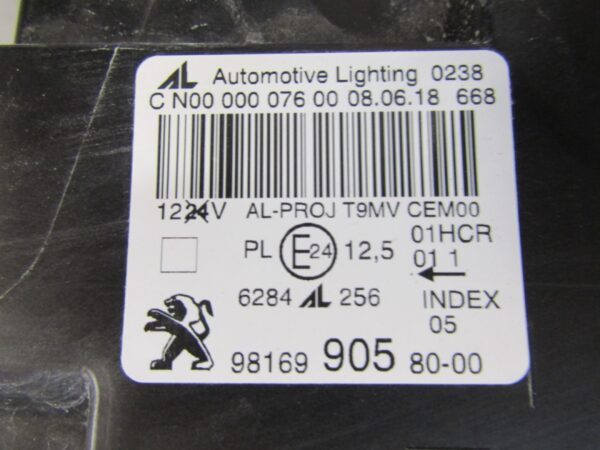 AL Automotive Lighting 0238
C N00 000 076 00 08.06.18 668
1224V AL-PROJ T9MV CEM00
PL E24 12,5 01HCR
01 1
6284 AL 256 INDEX
05
98169 905 80-00